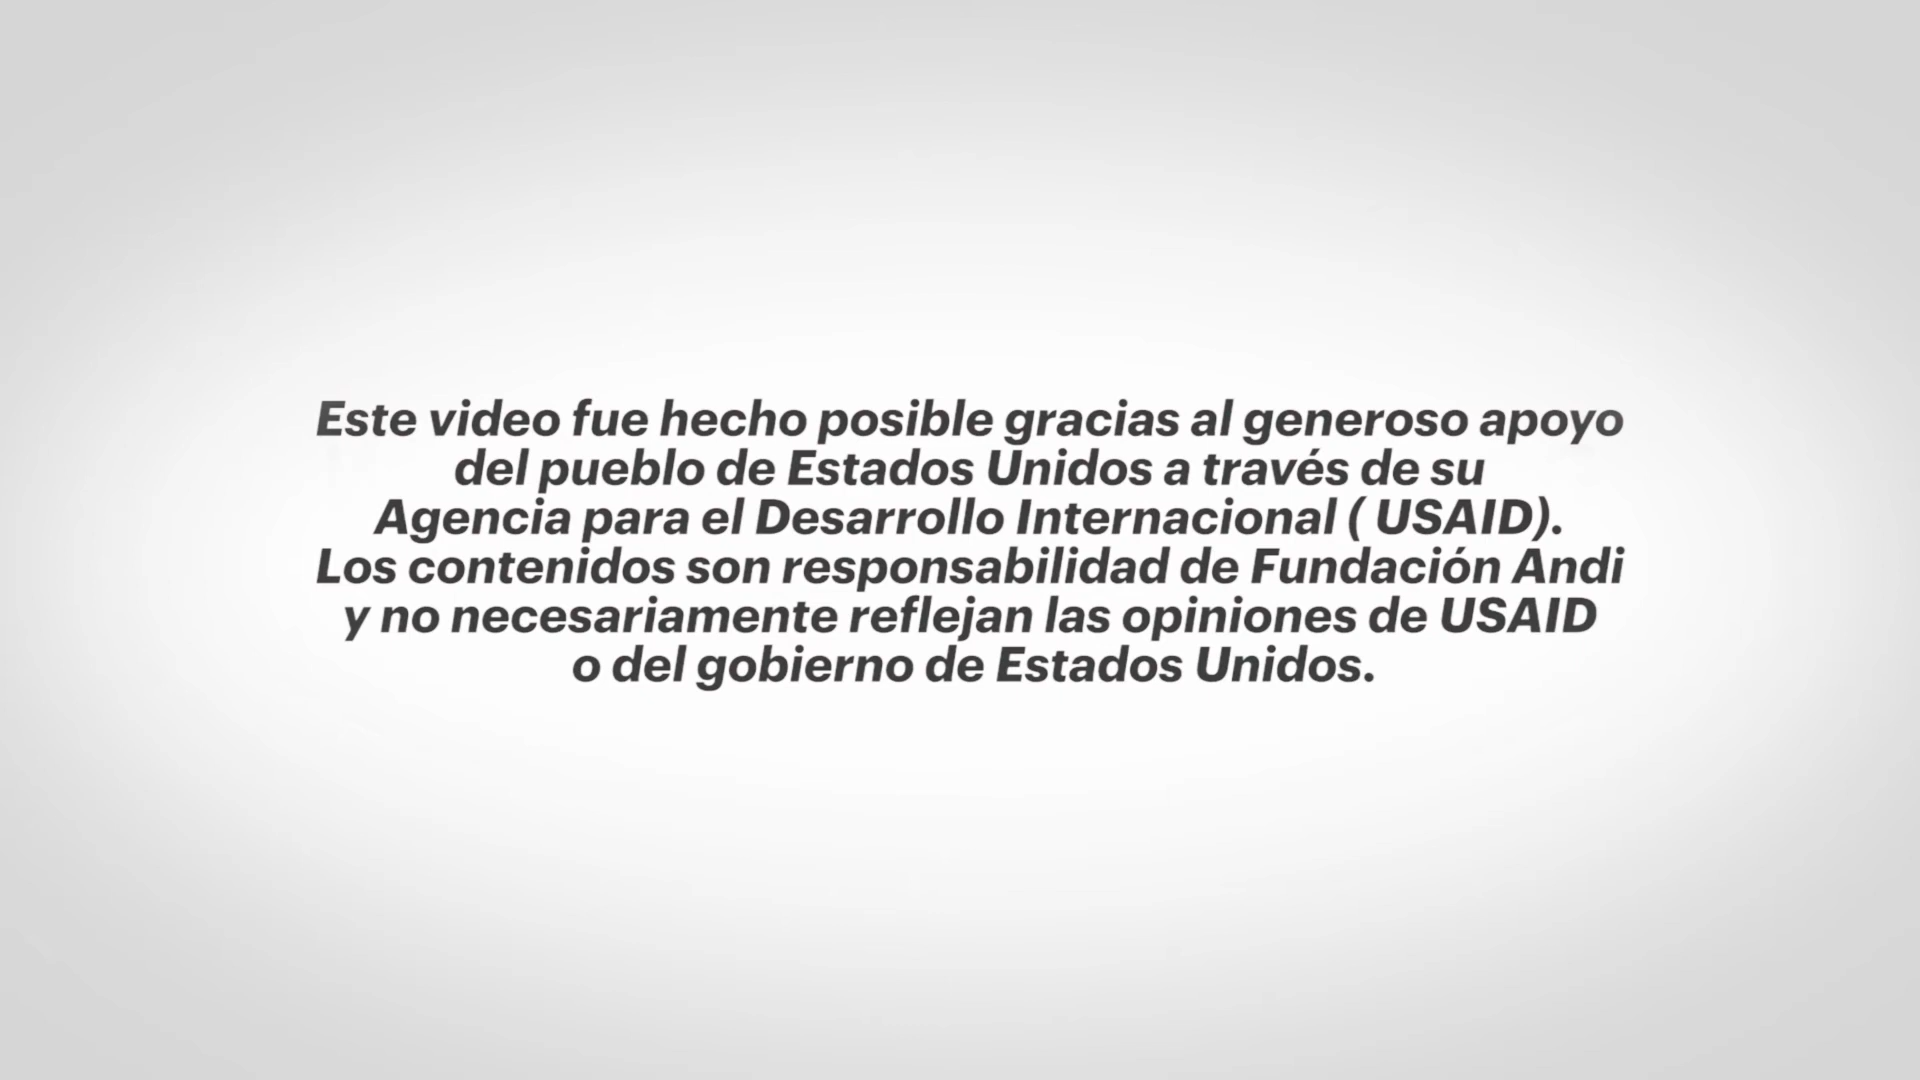 Este video fue hecho posible gracias al generoso apoyo
del pueblo de Estados Unidos a través de su
Agencia para el Desarrollo Internacional ( USAID).
Los contenidos son responsabilidad de Fundación Andi
y no necesariamente reflejan las opiniones de USAID
o del gobierno de Estados Unidos.